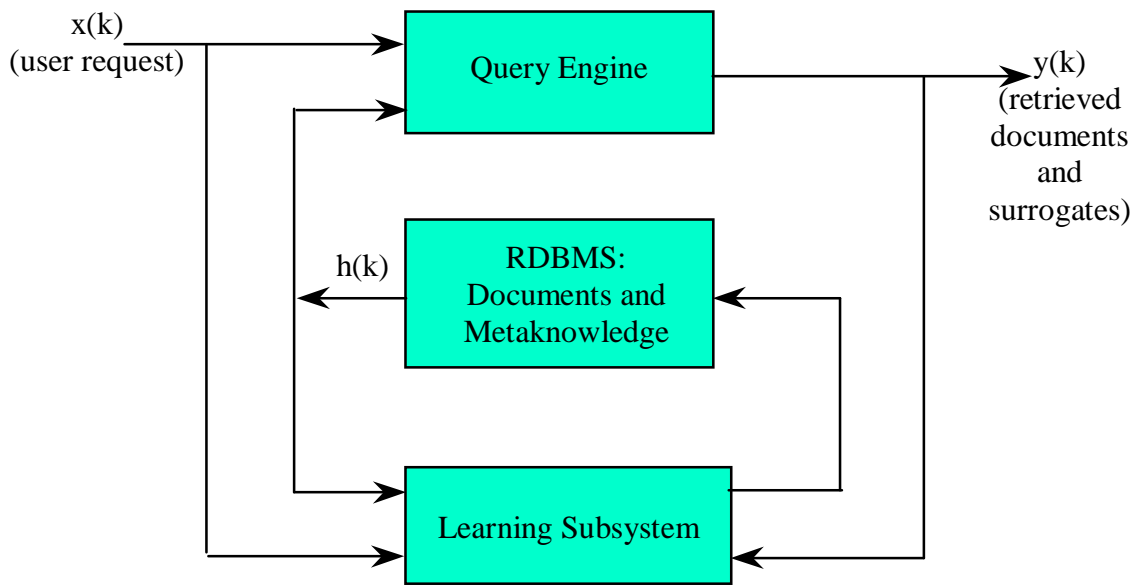 x(k)
(user request)
Query Engine
y(k)
(retrieved
documents
and
surrogates)
h(k)
RDBMS:
Documents and
Metaknowledge
Learning Subsystem